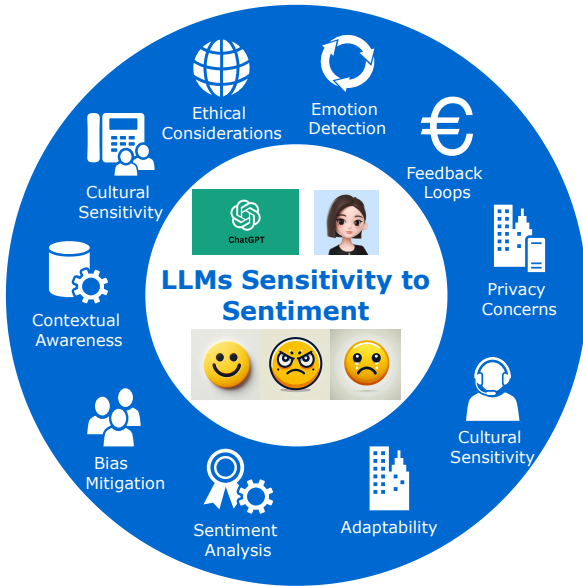 Ethical
Considerations
Emotion
Detection
€
Feedback
Loops
Privacy
Concerns
Cultural
Sensitivity
Adaptability
Sentiment
Analysis
Bias
Mitigation
Contextual
Awareness
Cultural
Sensitivity
ChatGPT
LLMs Sensitivity to
Sentiment